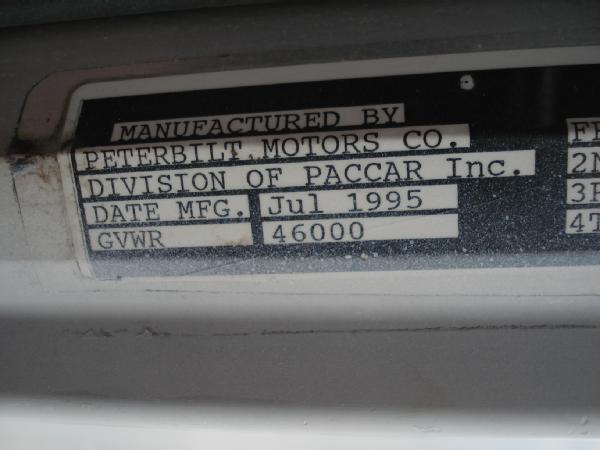 MANUFACTURED BY
PETERBILT MOTORS CO.
DIVISION OF PACCAR Inc.
DATE MFG. Jul 1995
GVWR 46000